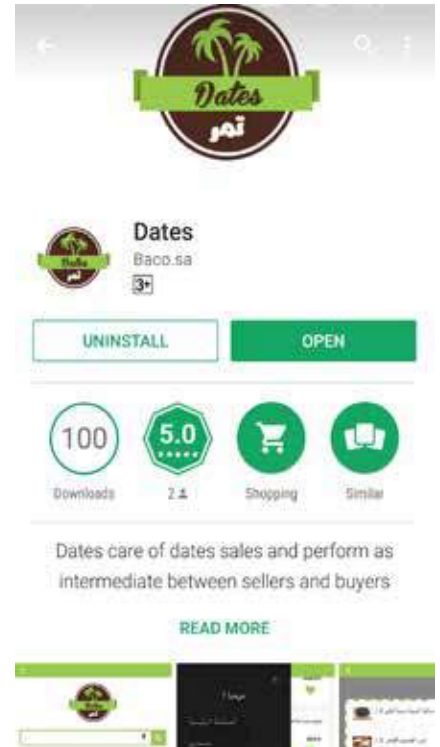 Dates
تمر
Dates
Baco.sa
3+
UNINSTALL
OPEN
100
5.0
Downloads
2
Shopping
Similar
Dates care of dates sales and perform as
intermediate between sellers and buyers
READ MORE